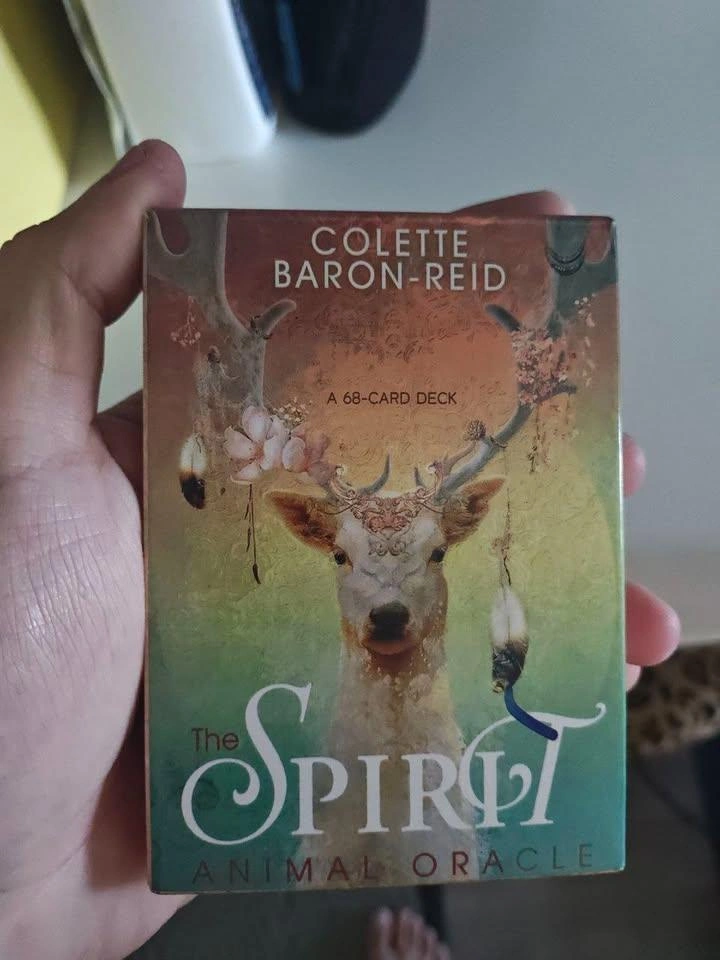 COLETTE
BARON-REID
A 68-CARD DECK
The SPIRIT
ANIMAL ORACLE